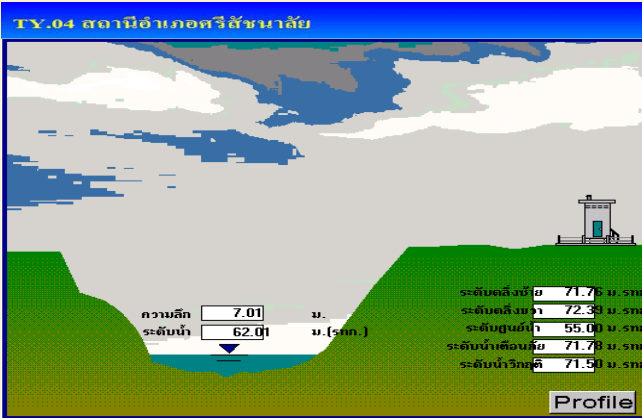 TY.04 สถานีอำเภอศรีสัชนาลัย
ความลึก 7.01 ม.
ระดับน้ำ 62.01 ม.(รทก.)
ระดับตลิ่งซ้าย 71.76 ม.รทก
ระดับตลิ่งขวา 72.39 ม.รทก
ระดับศูนย์น้ำ 55.00 ม.รทก
ระดับน้ำเตือนภัย 71.78 ม.รทก
ระดับน้ำวิกฤติ 71.50 ม.รทก
Profile